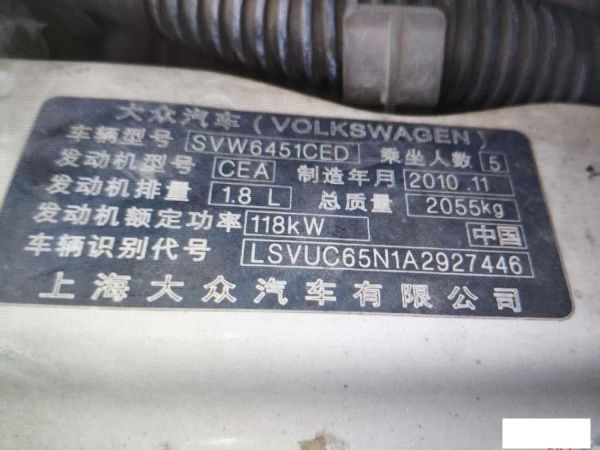 大众汽车(VOLKSWAGEN)
车辆型号 SVW6451CED 乘坐人数 5
发动机型号 CEA 制造年月 2010.11
发动机排量 1.8 L 总质量 2055kg
发动机额定功率 118kW 中国
车辆识别代号 LSVUC65N1A2927446
上海大众汽车有限公司